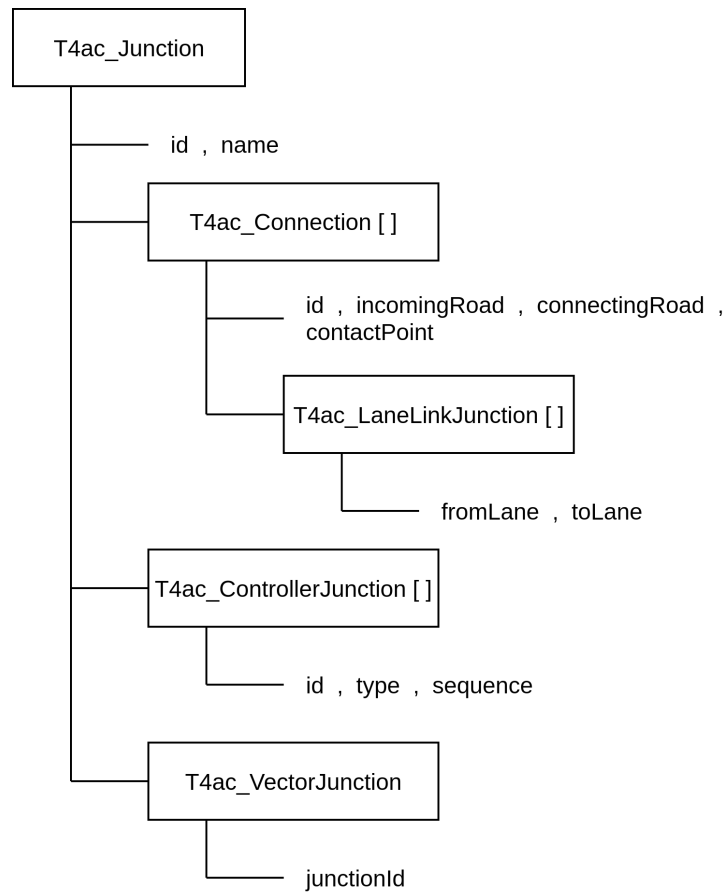 T4ac_Junction
id , name
T4ac_Connection [ ]
id , incomingRoad , connectingRoad ,
contactPoint
T4ac_LaneLinkJunction [ ]
fromLane , toLane
T4ac_ControllerJunction [ ]
id , type , sequence
T4ac_VectorJunction
junctionId